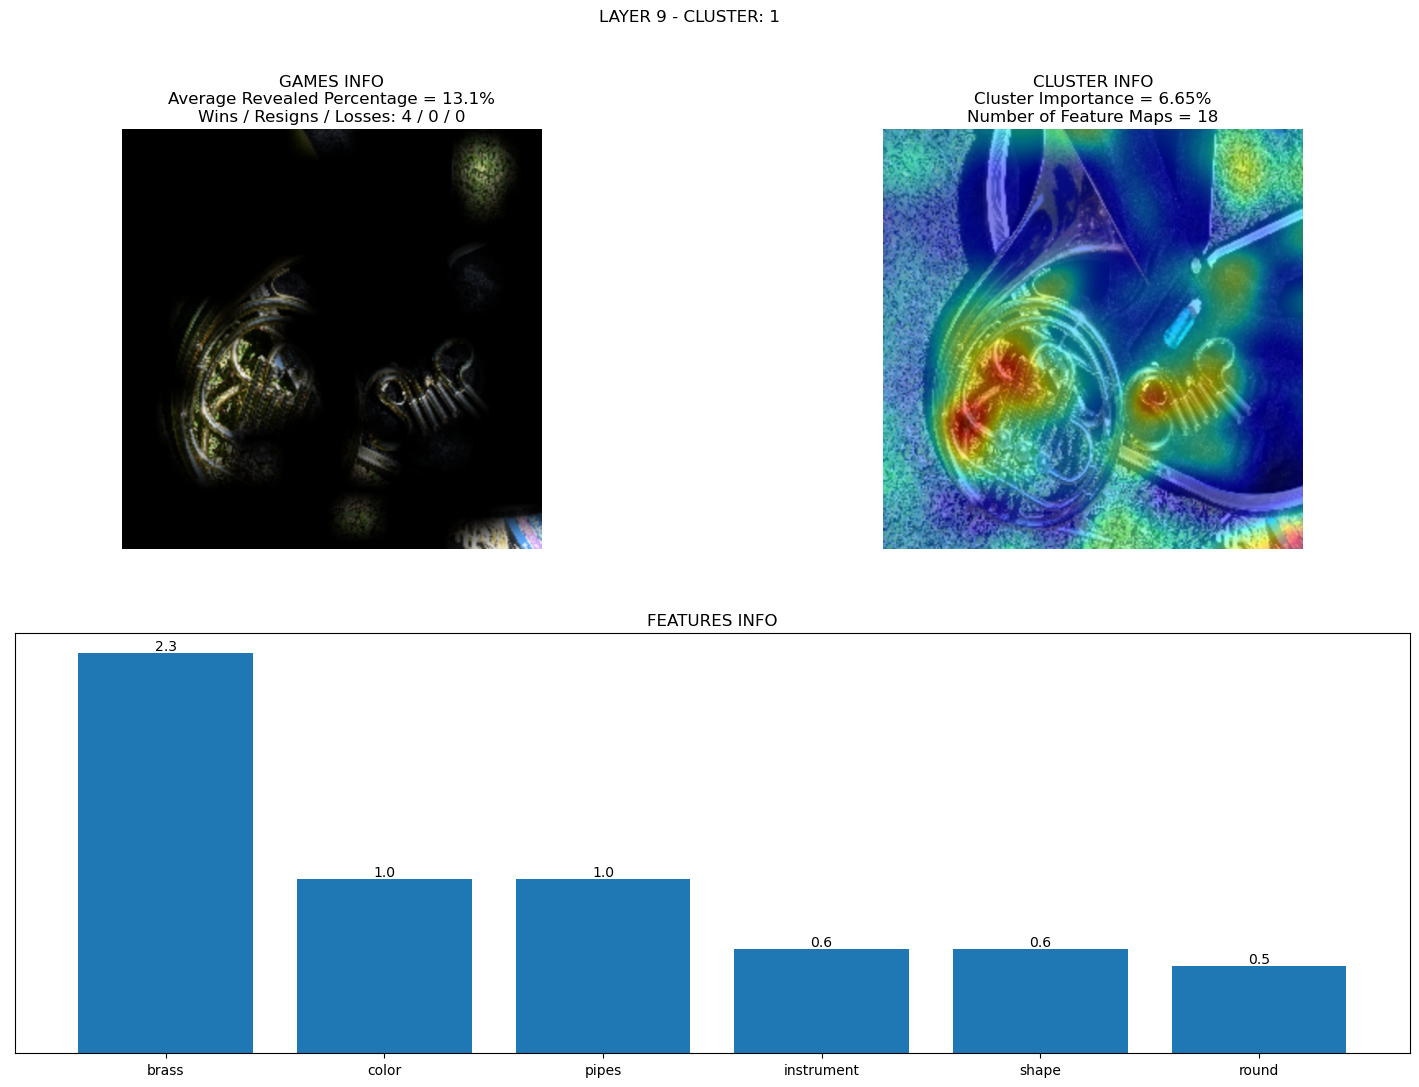 LAYER 9 - CLUSTER: 1
GAMES INFO
Average Revealed Percentage = 13.1%
Wins / Resigns / Losses: 4 / 0 / 0
CLUSTER INFO
Cluster Importance = 6.65%
Number of Feature Maps = 18
FEATURES INFO
2.3
1.0
1.0
0.6
0.6
0.5
brass
color
pipes
instrument
shape
round